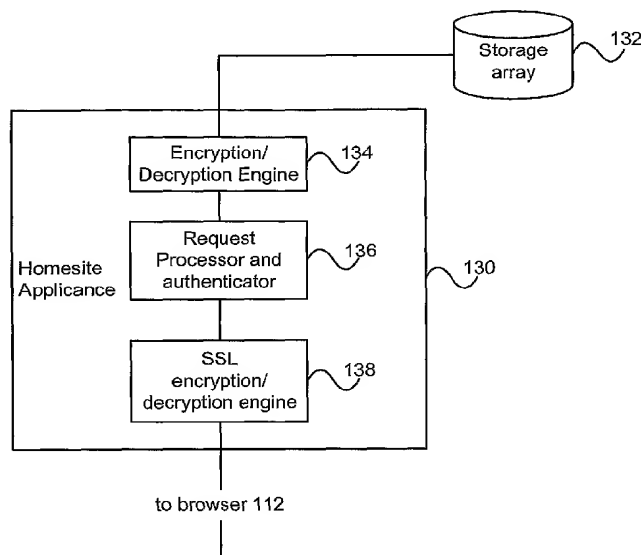 Storage
array
132
Encryption/
Decryption Engine
134
Request
Processor and
authenticator
136
Homesite
Applicance
130
SSL
encryption/
decryption engine
138
to browser 112